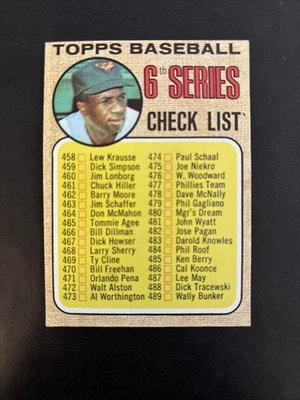 TOPPS BASEBALL
6th SERIES
CHECK LIST
458 Lew Krausse
459 Dick Simpson
460 Jim Lonborg
461 Chuck Hiller
462 Barry Moore
463 Jim Schaffer
464 Don McMahon
465 Tommie Agee
466 Bill Dillman
467 Dick Howser
468 Larry Sherry
469 Ty Cline
470 Bill Freehan
471 Orlando Pena
472 Walt Alston
473 Al Worthington
474 Paul Schaal
475 Joe Niekro
476 W. Woodward
477 Phillies Team
478 Dave McNally
479 Phil Gagliano
480 Mgr's Dream
481 John Wyatt
482 Jose Pagan
483 Darold Knowles
484 Phil Roof
485 Ken Berry
486 Cal Koonce
487 Lee May
488 Dick Tracewski
489 Wally Bunker